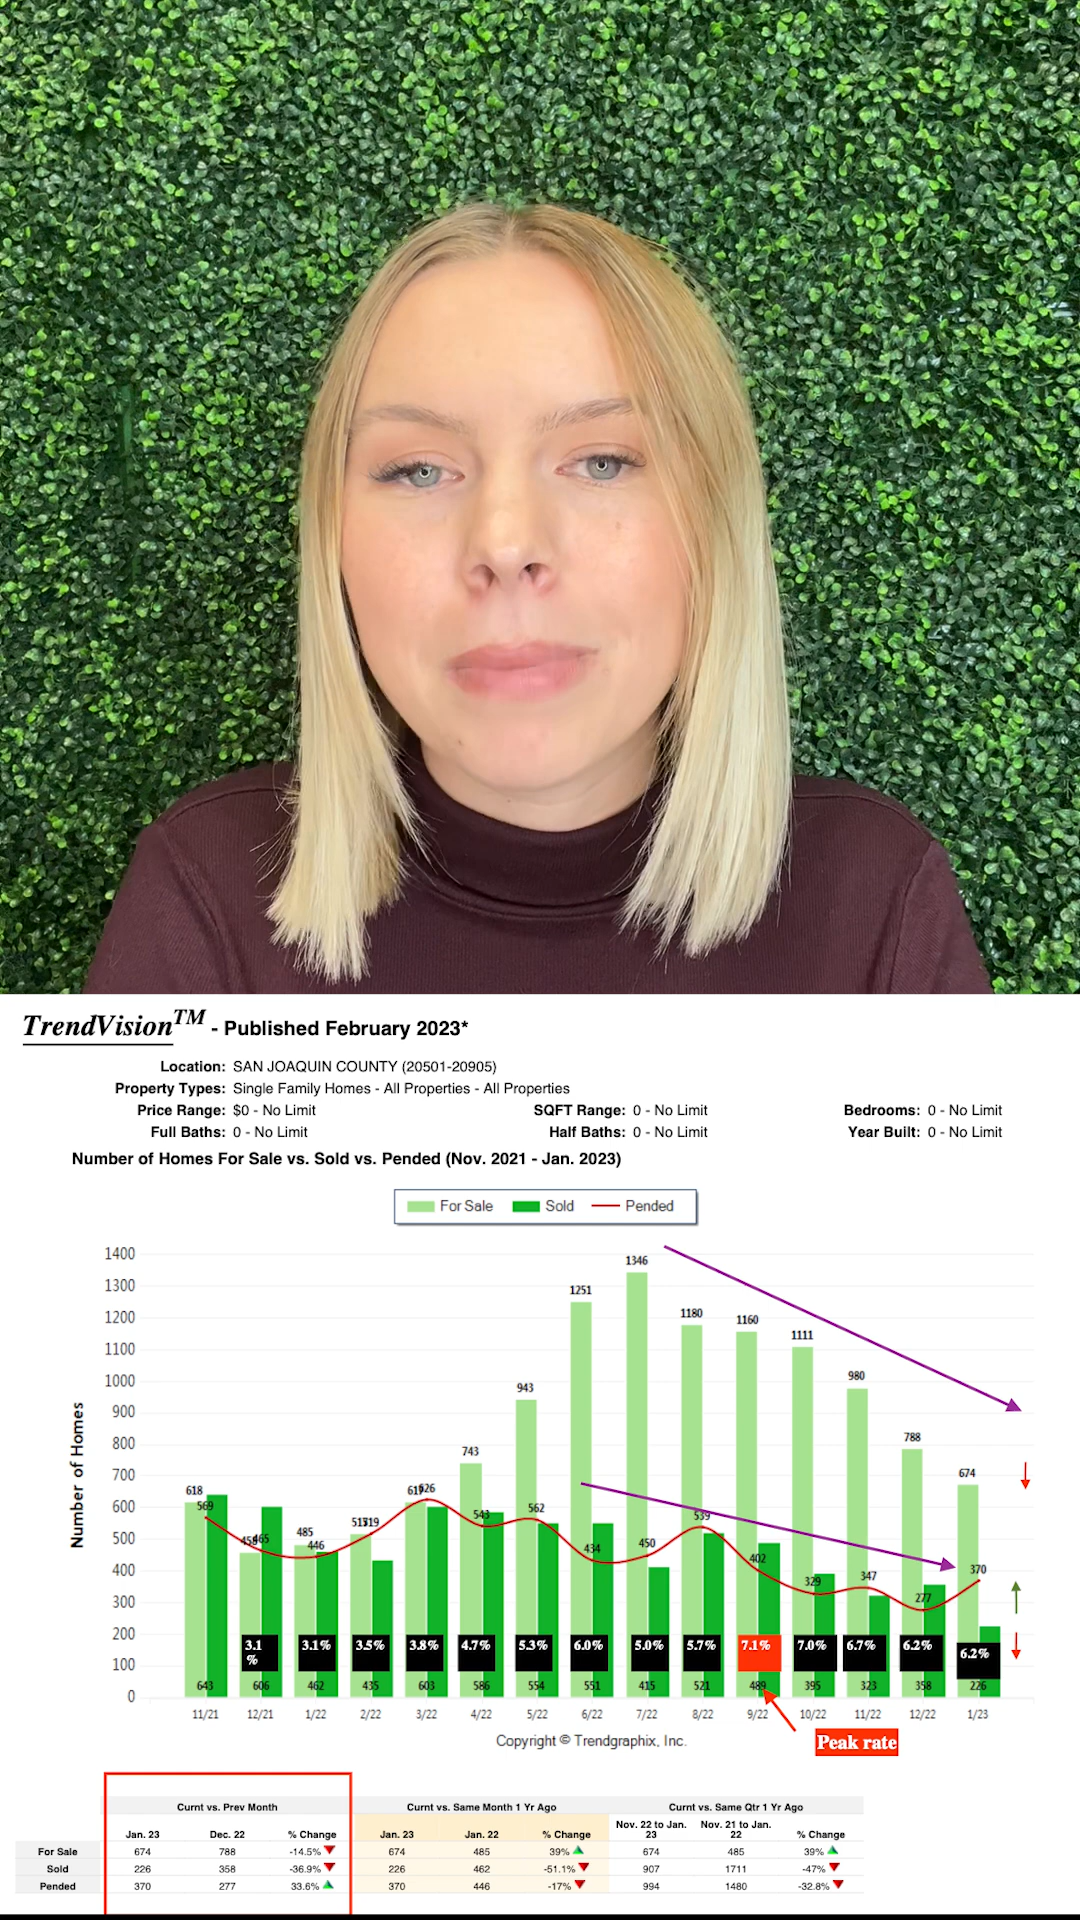 TrendVision™ - Published February 2023*
Location: SAN JOAQUIN COUNTY (20501-20905)
Property Types: Single Family Homes - All Properties - All Properties
Price Range: $0 - No Limit SQFT Range: 0 - No Limit Bedrooms: 0 - No Limit
Full Baths: 0 - No Limit Half Baths: 0 - No Limit Year Built: 0 - No Limit
Number of Homes For Sale vs. Sold vs. Pended (Nov. 2021 - Jan. 2023)
For Sale Sold Pended
Number of Homes
1400
1300
1200
1100
1000
900
800
700
600
500
400
300
200
100
0
618 485 743 943 1251 1346 1180 1160 1111 980 788 674
569 465 446 519 626 543 562 434 450 539 402 329 347 277 370
3.1% 3.1% 3.5% 3.8% 4.7% 5.3% 6.0% 5.0% 5.7% 7.1% 7.0% 6.7% 6.2% 6.2%
643 606 462 435 603 586 554 551 415 521 489 395 323 358 226
11/21 12/21 1/22 2/22 3/22 4/22 5/22 6/22 7/22 8/22 9/22 10/22 11/22 12/22 1/23
Copyright © Trendgraphix, Inc.
Peak rate
Curnt vs. Prev Month Curnt vs. Same Month 1 Yr Ago Curnt vs. Same Qtr 1 Yr Ago
Jan. 23 Dec. 22 % Change Jan. 23 Jan. 22 % Change Nov. 22 to Jan. 23 Nov. 21 to Jan. 22 % Change
For Sale 674 788 -14.5% 674 485 39% 674 485 39%
Sold 226 358 -36.9% 226 462 -51.1% 907 1711 -47%
Pended 370 277 33.6% 370 446 -17% 994 1480 -32.8%